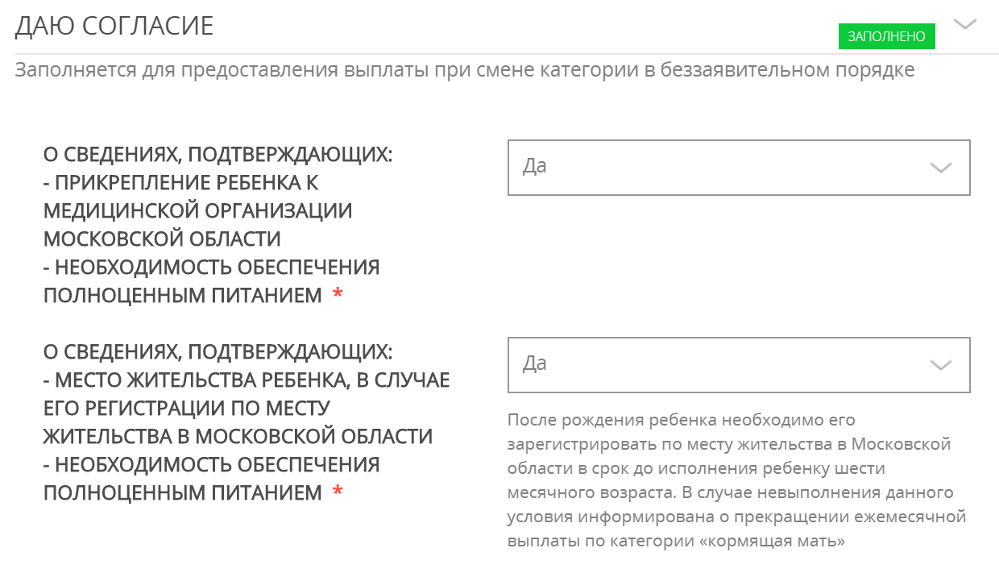 ДАЮ СОГЛАСИЕ
ЗАПОЛНЕНО
Заполняется для предоставления выплаты при смене категории в беззаявительном порядке
О СВЕДЕНИЯХ, ПОДТВЕРЖДАЮЩИХ:
- ПРИКРЕПЛЕНИЕ РЕБЕНКА К
МЕДИЦИНСКОЙ ОРГАНИЗАЦИИ
МОСКОВСКОЙ ОБЛАСТИ
- НЕОБХОДИМОСТЬ ОБЕСПЕЧЕНИЯ
ПОЛНОЦЕННЫМ ПИТАНИЕМ *
Да
О СВЕДЕНИЯХ, ПОДТВЕРЖДАЮЩИХ:
- МЕСТО ЖИТЕЛЬСТВА РЕБЕНКА, В СЛУЧАЕ
ЕГО РЕГИСТРАЦИИ ПО МЕСТУ
ЖИТЕЛЬСТВА В МОСКОВСКОЙ ОБЛАСТИ
- НЕОБХОДИМОСТЬ ОБЕСПЕЧЕНИЯ
ПОЛНОЦЕННЫМ ПИТАНИЕМ *
Да
После рождения ребенка необходимо его
зарегистрировать по месту жительства в Московской
области в срок до исполнения ребенку шести
месячного возраста. В случае невыполнения данного
условия информирована о прекращении ежемесячной
выплаты по категории «кормящая мать»